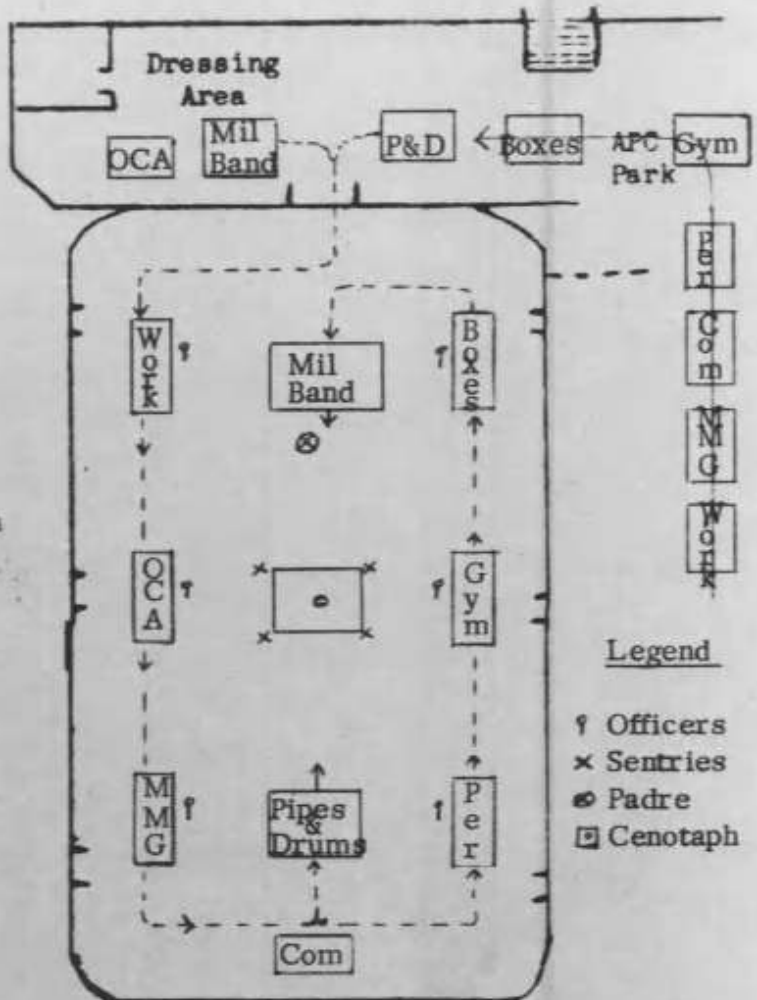 Dressing
Area
OCA
Mil
Band
P&D
Boxes
APC
Park
Gym
Per
Com
MMG
Work
Work
Mil
Band
Boxes
OCA
Gym
MMG
Pipes
&
Drums
Per
Com
Legend
Officers
Sentries
Padre
Cenotaph